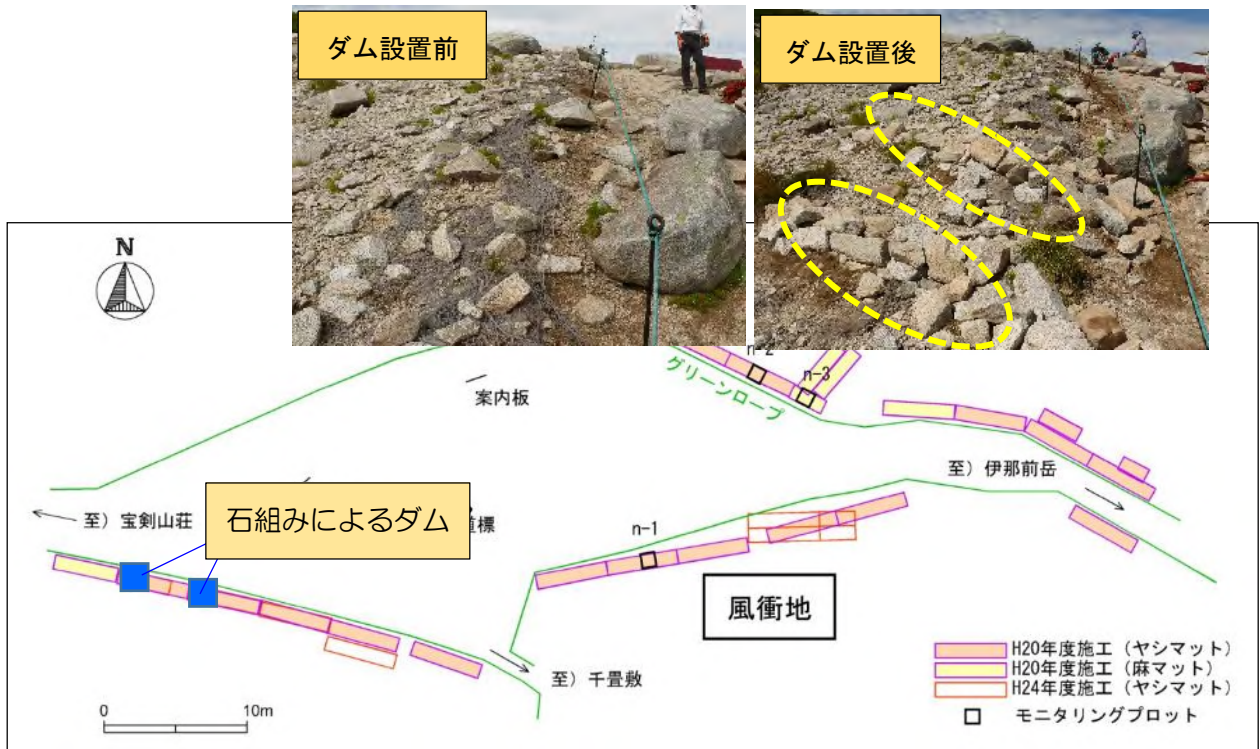 ダム設置前
ダム設置後
N
n-2
n-3
グリーンロープ
案内板
至）伊那前岳
至）宝剣山荘
石組みによるダム
標
n-1
風衝地
至）千畳敷
0
10m
H20年度施工（ヤシマット）
H20年度施工（麻マット）
H24年度施工（ヤシマット）
モニタリングプロット